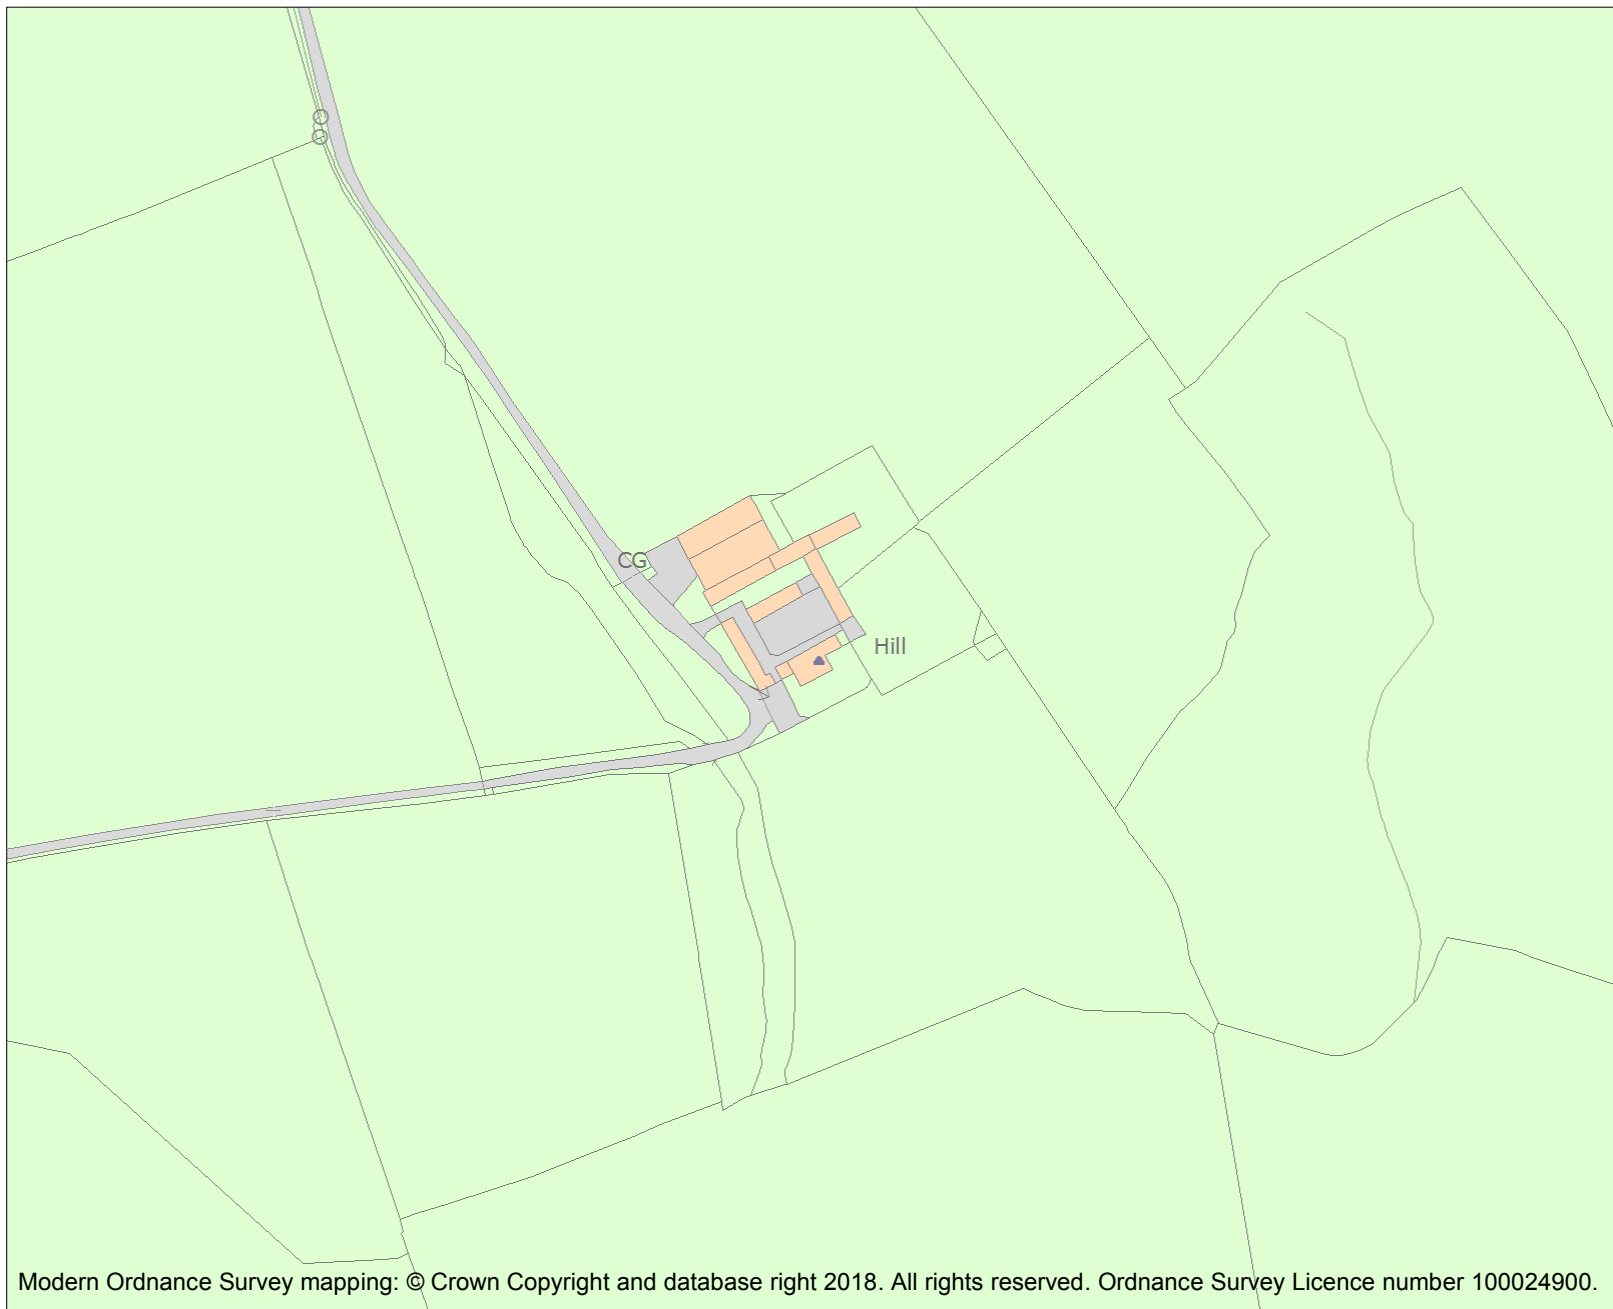 CG
Hill
Modern Ordnance Survey mapping: © Crown Copyright and database right 2018. All rights reserved. Ordnance Survey Licence number 100024900.